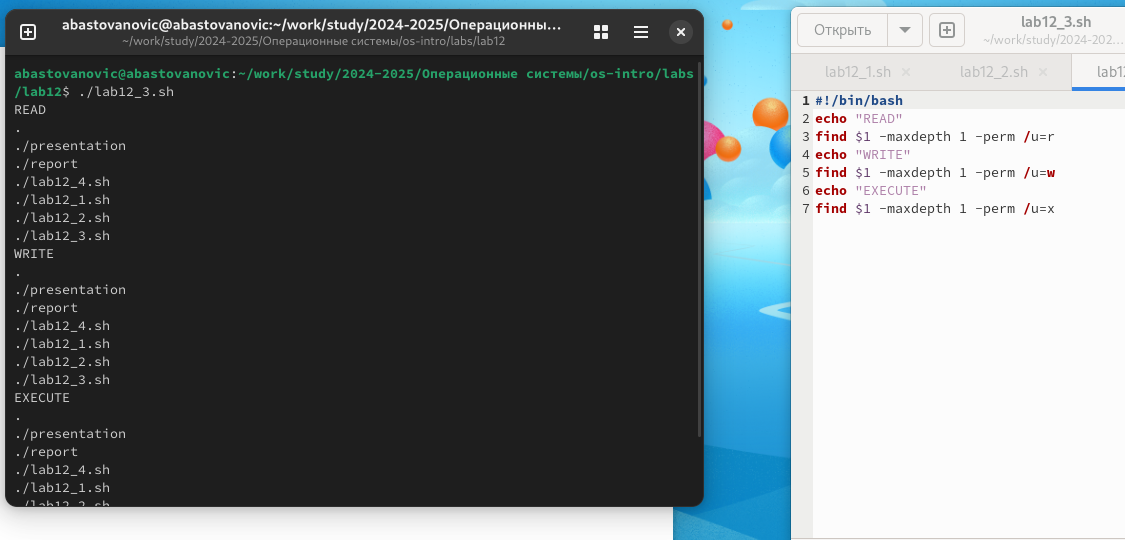 abastovanovic@abastovanovic:~/work/study/2024-2025/Операционны...
~/work/study/2024-2025/Операционные системы/os-intro/labs/lab12
abastovanovic@abastovanovic:~/work/study/2024-2025/Операционные системы/os-intro/labs
/lab12$ ./lab12_3.sh
READ
.
./presentation
./report
./lab12_4.sh
./lab12_1.sh
./lab12_2.sh
./lab12_3.sh
WRITE
.
./presentation
./report
./lab12_4.sh
./lab12_1.sh
./lab12_2.sh
./lab12_3.sh
EXECUTE
.
./presentation
./report
./lab12_4.sh
./lab12_1.sh
./lab12_2.sh
Открыть
lab12_3.sh
~/work/study/2024-202...
lab12_1.sh
lab12_2.sh
lab12
1 #!/bin/bash
2 echo "READ"
3 find $1 -maxdepth 1 -perm /u=r
4 echo "WRITE"
5 find $1 -maxdepth 1 -perm /u=w
6 echo "EXECUTE"
7 find $1 -maxdepth 1 -perm /u=x